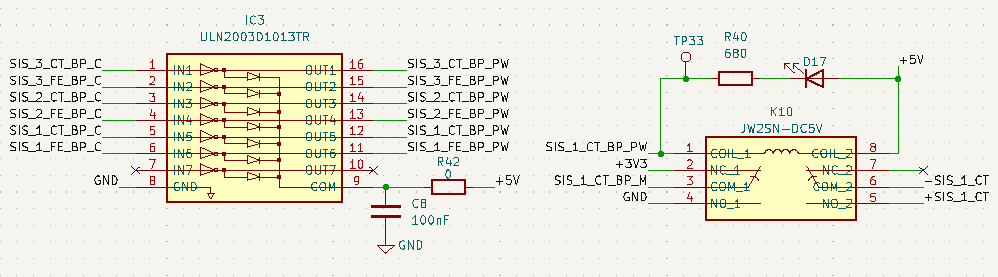 IC3
ULN2003D1013TR
SIS_3_CT_BP_C 1 IN1 OUT1 16 SIS_3_CT_BP_PW
SIS_3_FE_BP_C 2 IN2 OUT2 15 SIS_3_FE_BP_PW
SIS_2_CT_BP_C 3 IN3 OUT3 14 SIS_2_CT_BP_PW
SIS_2_FE_BP_C 4 IN4 OUT4 13 SIS_2_FE_BP_PW
SIS_1_CT_BP_C 5 IN5 OUT5 12 SIS_1_CT_BP_PW
SIS_1_FE_BP_C 6 IN6 OUT6 11 SIS_1_FE_BP_PW
7 IN7 OUT7 10
GND 8 GND COM 9
R42
0
+5V
C8
100nF
GND
TP33
R40
680
D17
+5V
K10
JW2SN-DC5V
SIS_1_CT_BP_PW 1 COIL_1 COIL_2 8
+3V3 2 NC_1 NC_2 7
SIS_1_CT_BP_M 3 COM_1 COM_2 6 -SIS_1_CT
GND 4 NO_1 NO_2 5 +SIS_1_CT